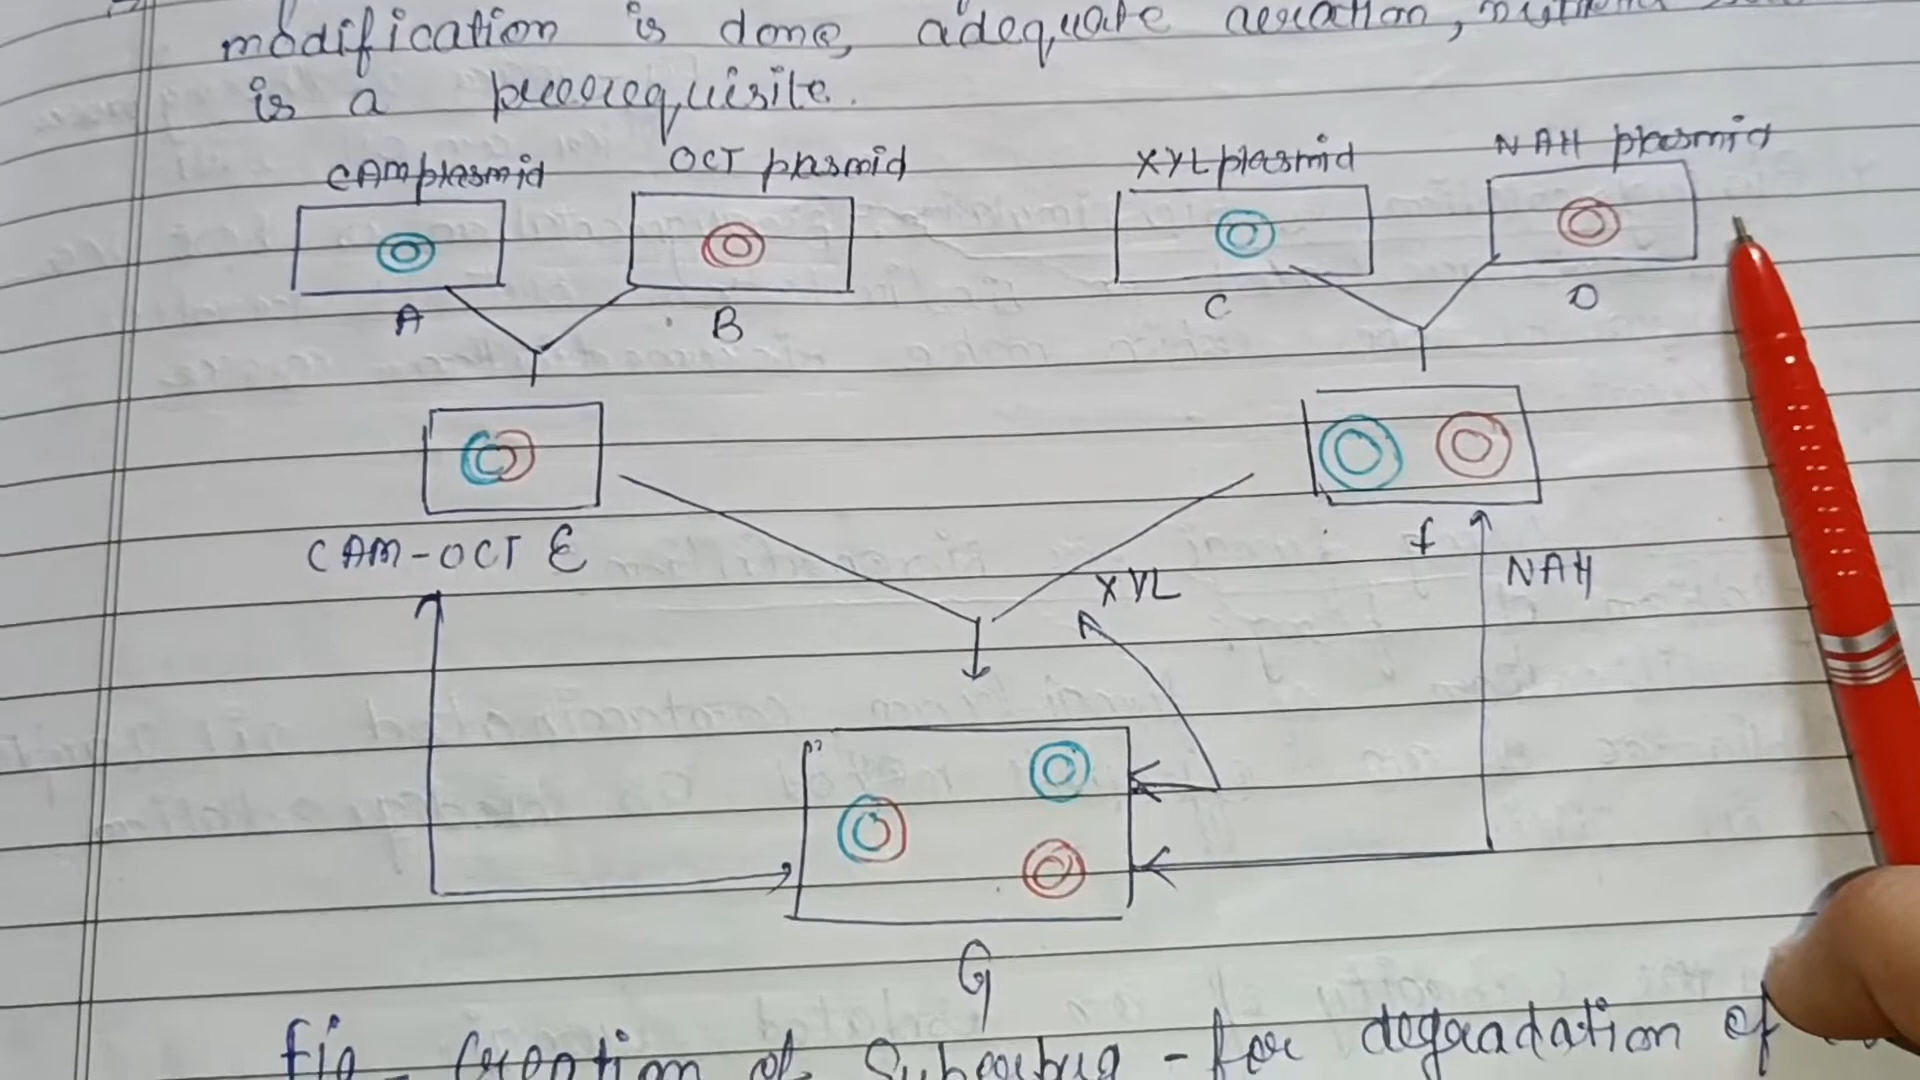 modification is done, adequate aeration,
is a prerequisite.
CAM plasmid
OCT plasmid
XYL plasmid
NAH plasmid
A
B
C
D
CAM-OCT E
f
XYL
NAH
G
fig - Creation of Superbug - for degradation of